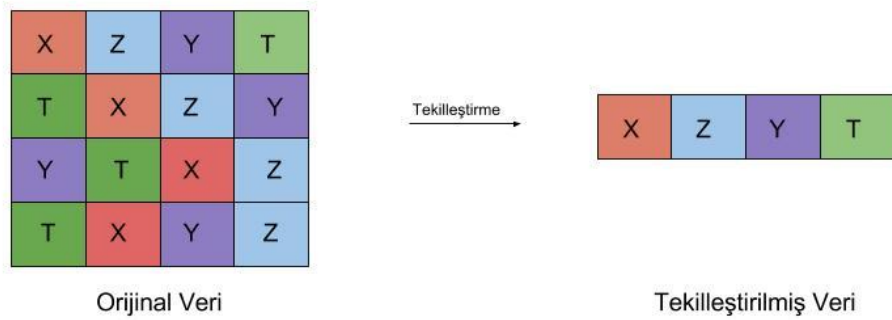 X Z Y T
T X Z Y
Y T X Z
T X Y Z
Orijinal Veri
Tekilleştirme
X Z Y T
Tekilleştirilmiş Veri